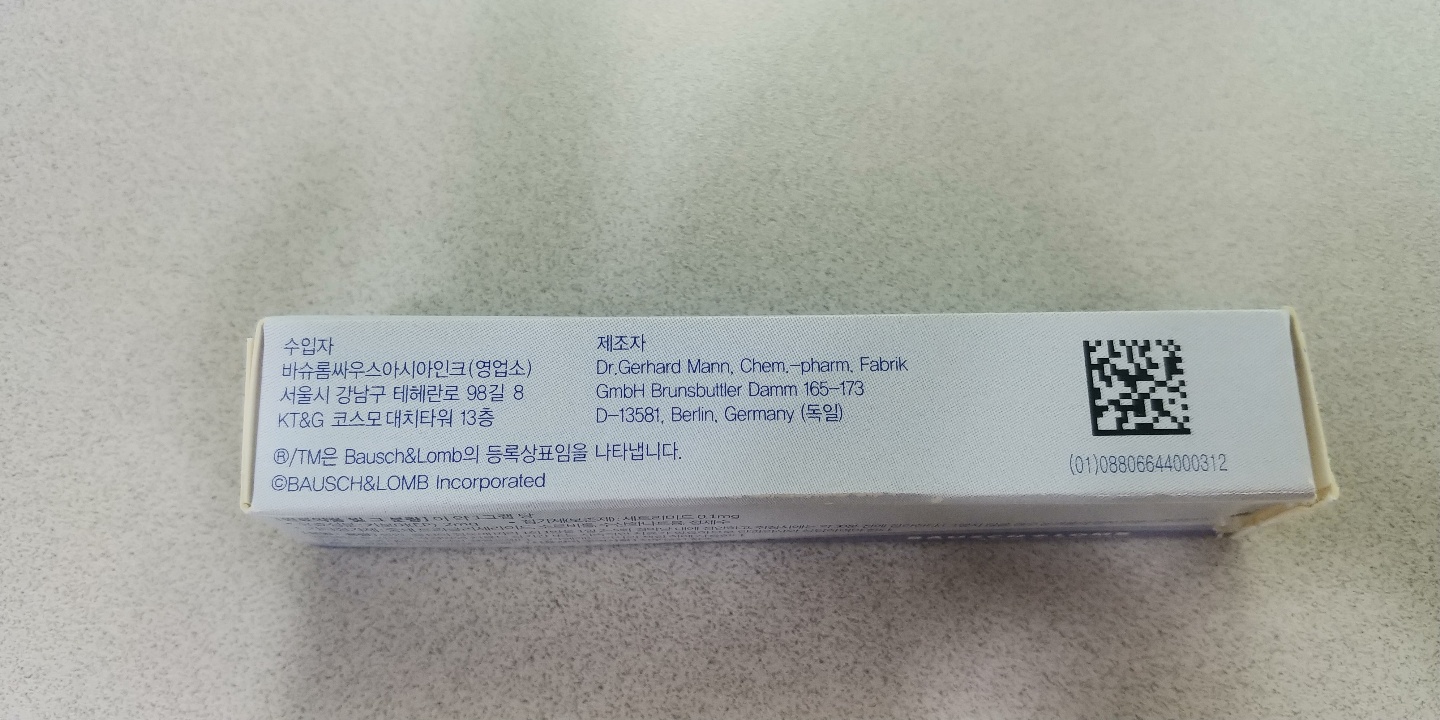 수입자
바슈롬싸우스아시아인크(영업소)
서울시 강남구 테헤란로 98길 8
KT&G 코스모대치타워 13층
제조자
Dr.Gerhard Mann, Chem.-pharm. Fabrik
GmbH Brunsbuttler Damm 165-173
D-13581, Berlin, Germany (독일)
®/TM은 Bausch&Lomb의 등록상표임을 나타냅니다.
©BAUSCH&LOMB Incorporated
(01)08806644000312